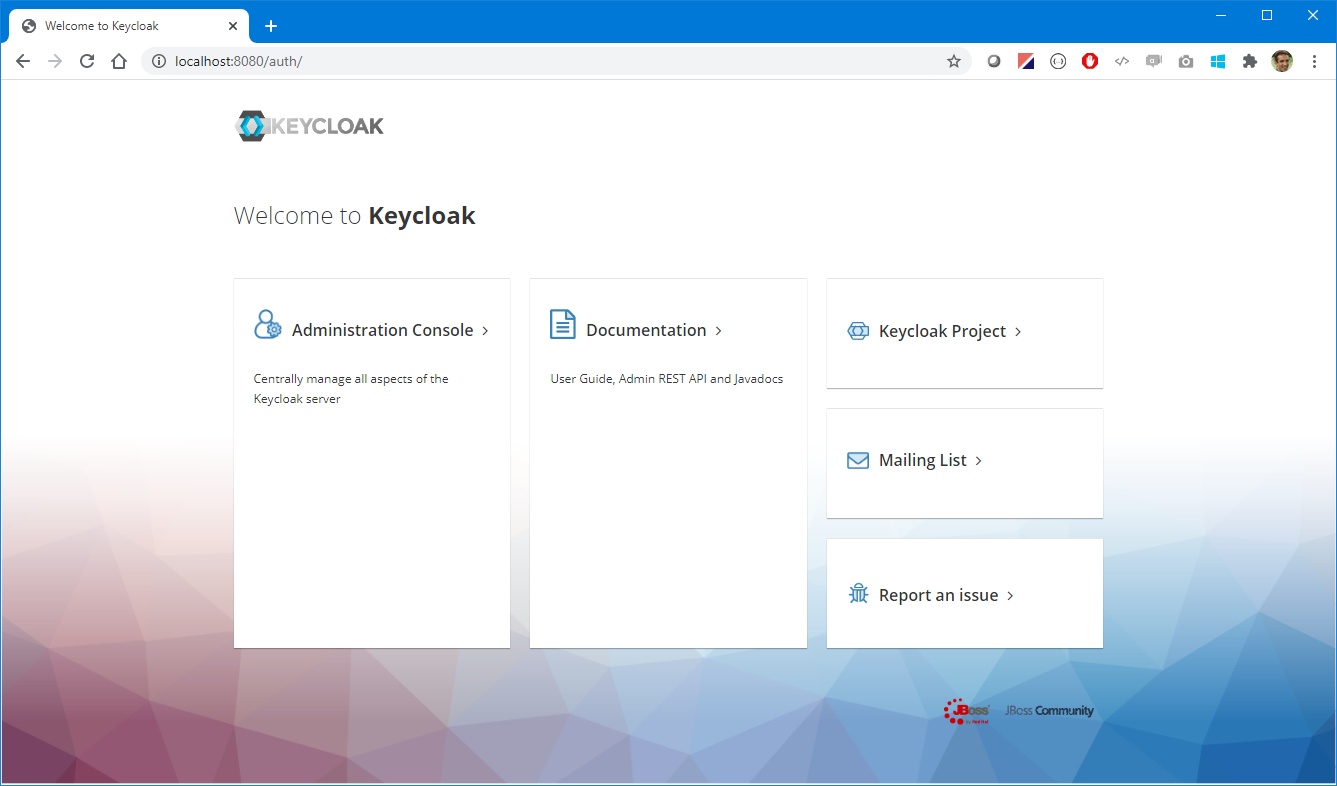 Welcome to Keycloak
localhost:8080/auth/
KEYCLOAK
Welcome to Keycloak
Administration Console
Centrally manage all aspects of the
Keycloak server
Documentation
User Guide, Admin REST API and Javadocs
Keycloak Project
Mailing List
Report an issue
JBoss
by Red Hat
JBoss Community